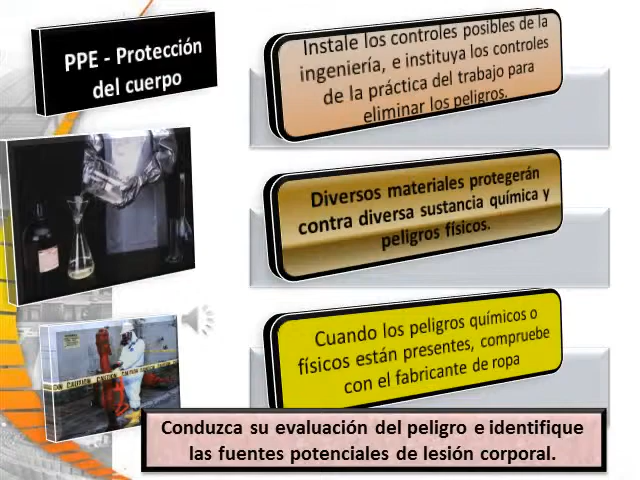 PPE - Protección
del cuerpo
Instale los controles posibles de la
ingeniería, e instituya los controles
de la práctica del trabajo para
eliminar los peligros.
Diversos materiales protegerán
contra diversa sustancia química y
peligros físicos.
Cuando los peligros químicos o
físicos están presentes, compruebe
con el fabricante de ropa
CAUTION CAUTION CAUTION
Conduzca su evaluación del peligro e identifique
las fuentes potenciales de lesión corporal.